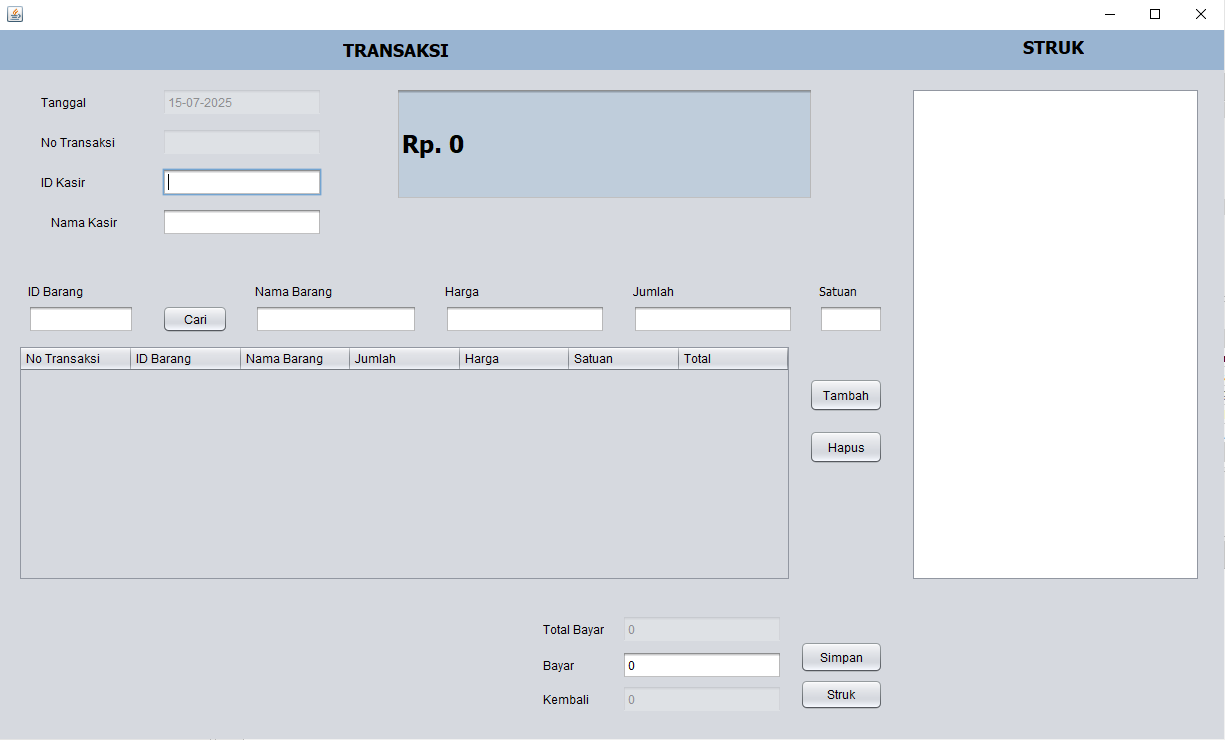 TRANSAKSI
STRUK
Tanggal 15-07-2025
No Transaksi
ID Kasir
Nama Kasir
Rp. 0
ID Barang Nama Barang Harga Jumlah Satuan
Cari
No Transaksi ID Barang Nama Barang Jumlah Harga Satuan Total
Tambah
Hapus
Total Bayar 0
Bayar 0
Kembali 0
Simpan
Struk